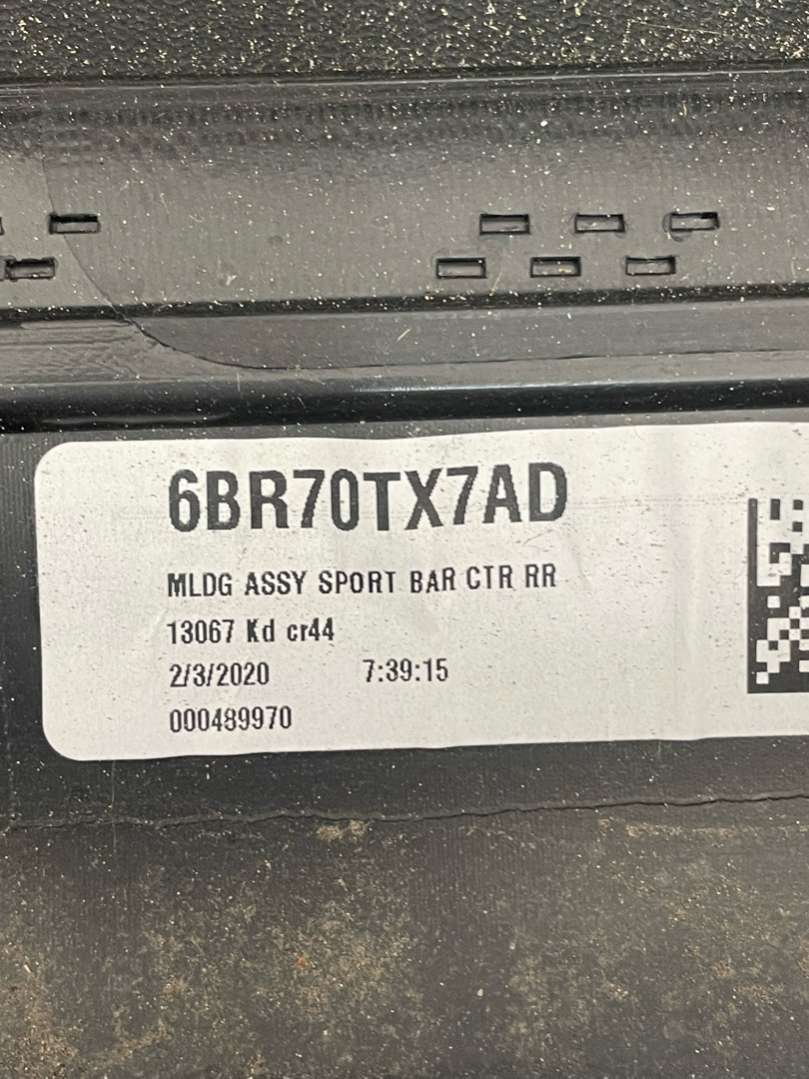 6BR70TX7AD
MLDG ASSY SPORT BAR CTR RR
13067 Kd cr44
2/3/2020 7:39:15
000489970